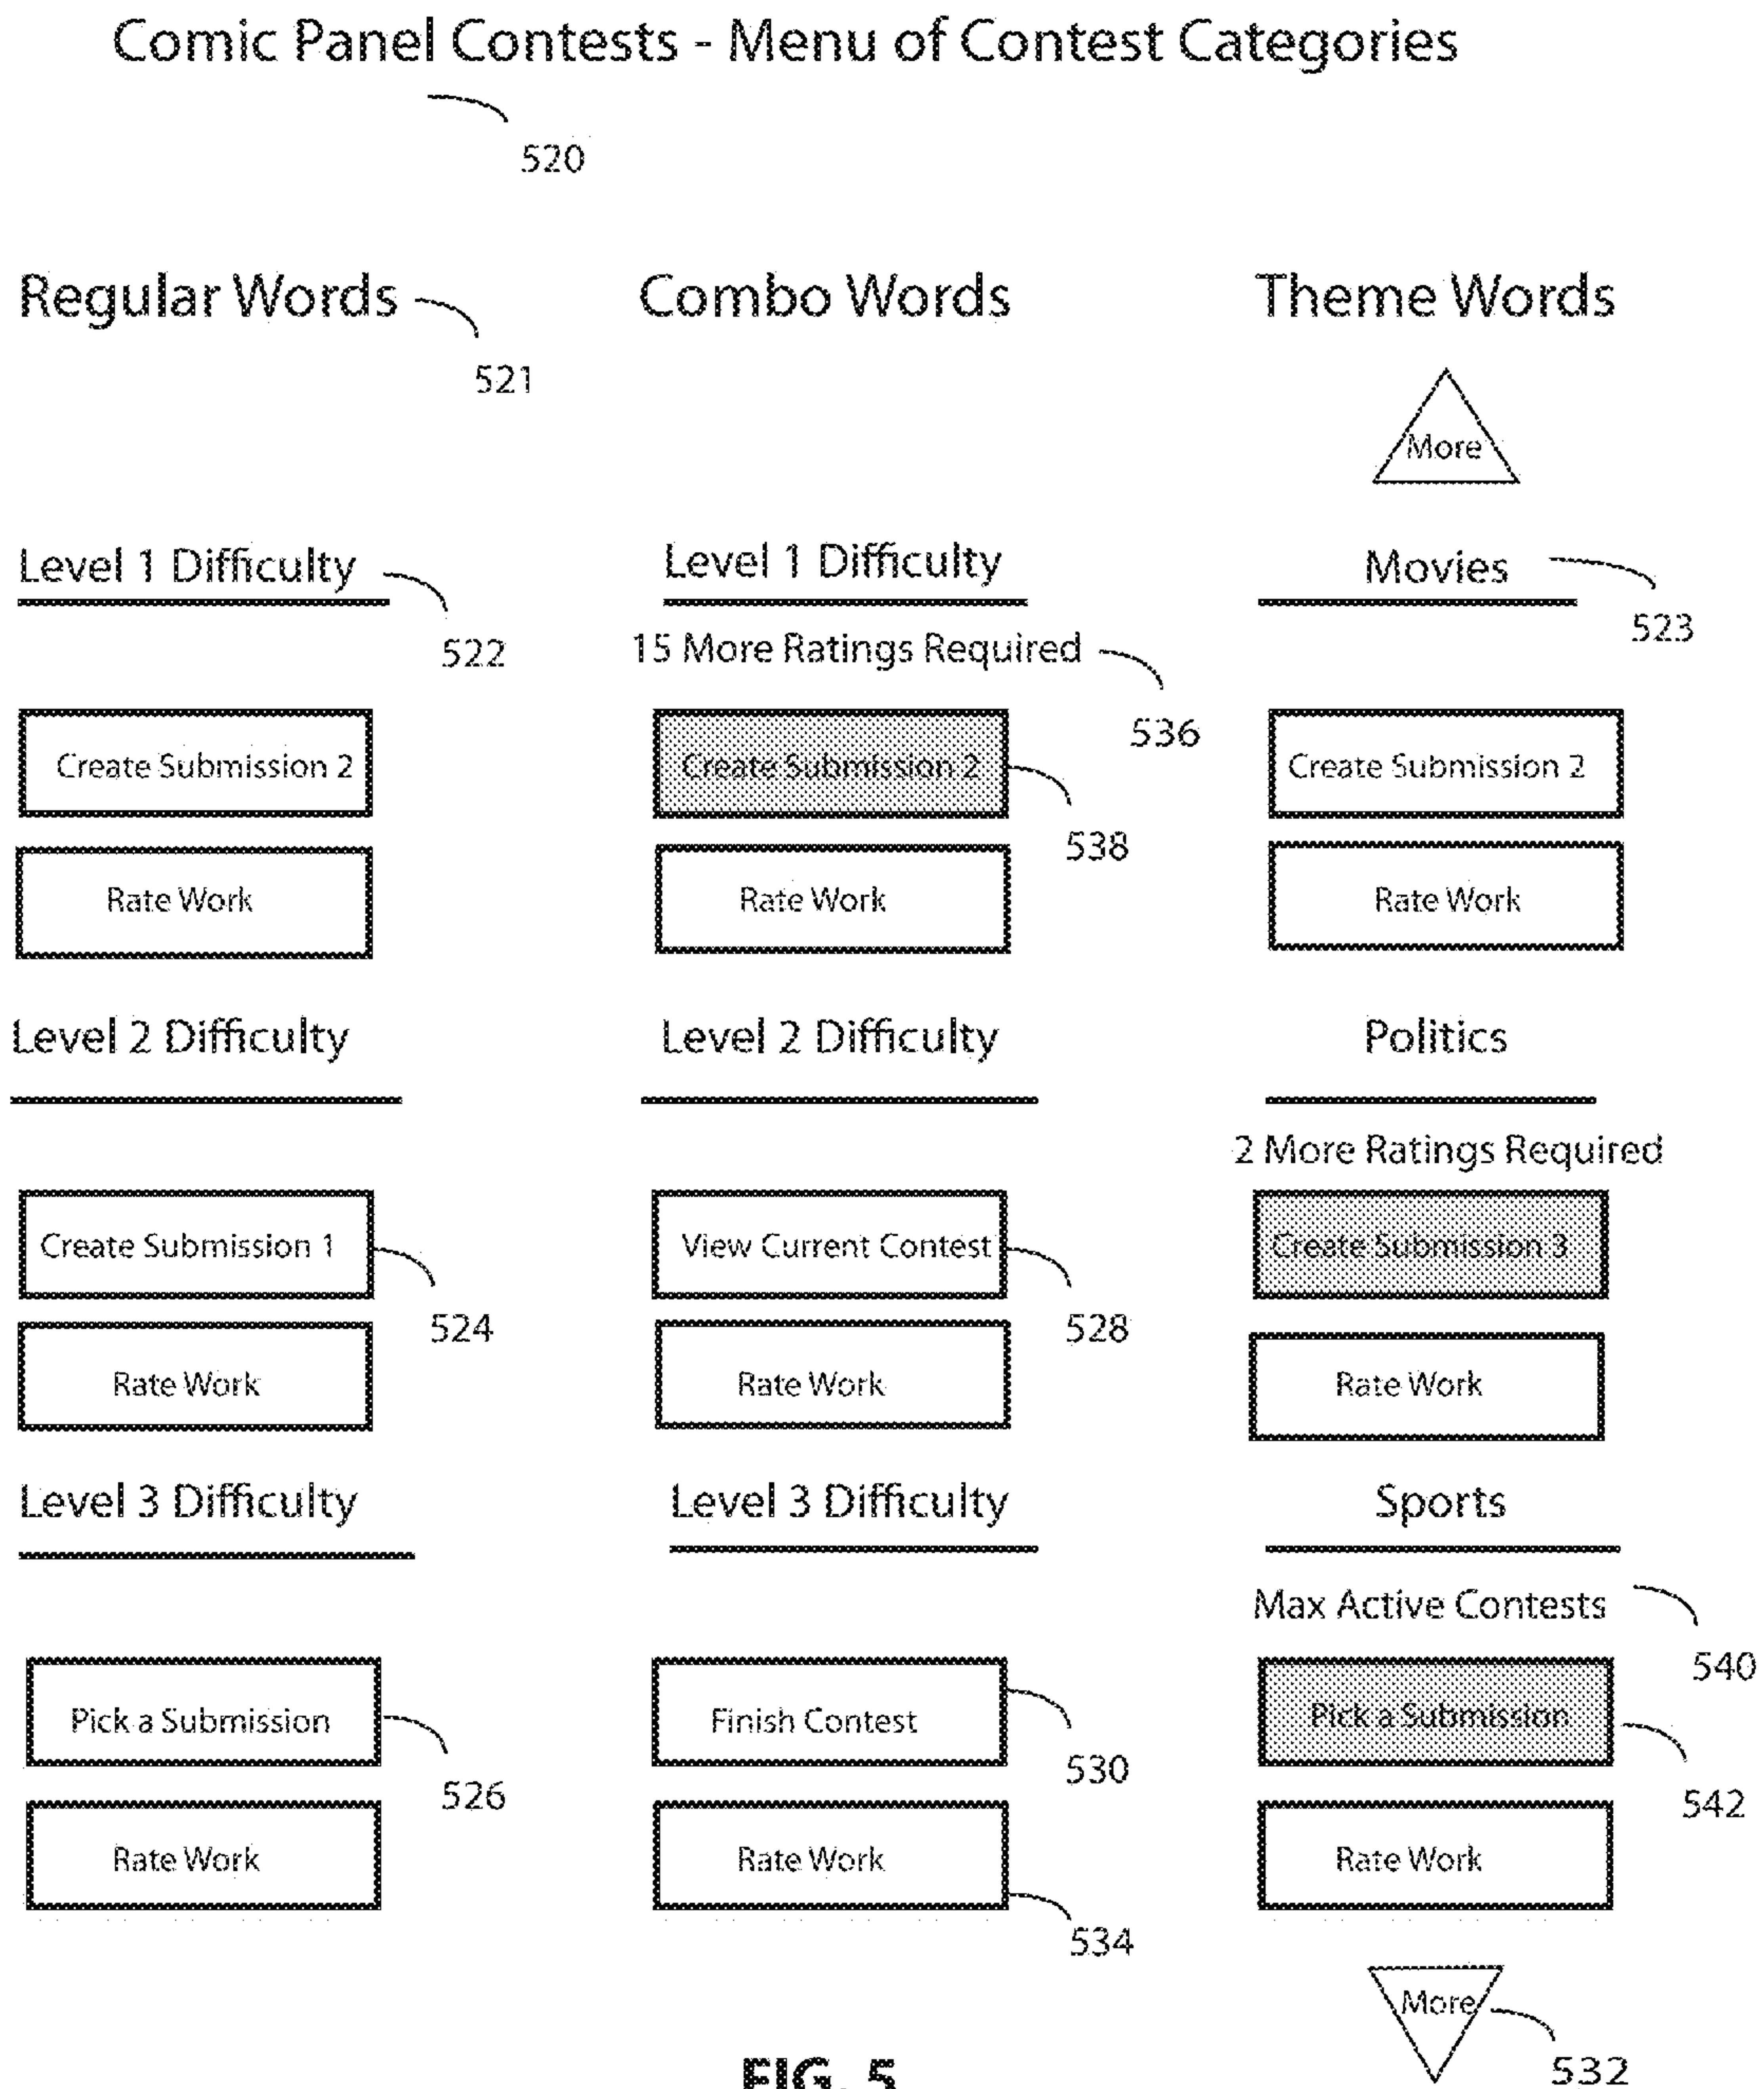 Comic Panel Contests - Menu of Contest Categories
520
Regular Words
Combo Words
Theme Words
521
More
Level 1 Difficulty
Level 1 Difficulty
Movies
522
15 More Ratings Required
523
536
Create Submission 2
Create Submission 2
Create Submission 2
538
Rate Work
Rate Work
Rate Work
Level 2 Difficulty
Level 2 Difficulty
Politics
2 More Ratings Required
Create Submission 1
View Current Contest
Create Submission 3
524
528
Rate Work
Rate Work
Rate Work
Level 3 Difficulty
Level 3 Difficulty
Sports
Max Active Contests
540
Pick a Submission
Finish Contest
Pick a Submission
526
530
542
Rate Work
Rate Work
Rate Work
534
More
532
FIG. 5